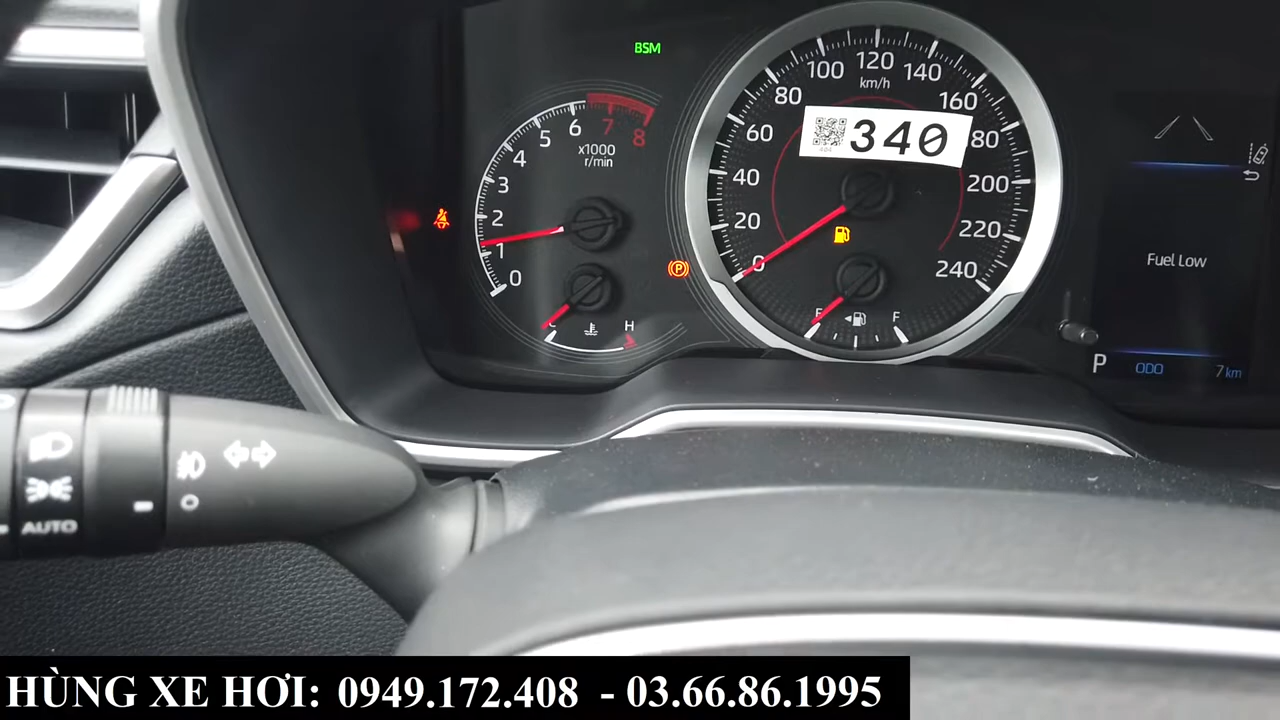 BSM
100 120 140
km/h
80 160
60 80
40 200
20 220
0 240
340
6 7 8
5
x1000
r/min
4
3
2
1
0
P
C H
F
Fuel Low
P ODO 7 km
AUTO
HÙNG XE HƠI: 0949.172.408 - 03.66.86.1995